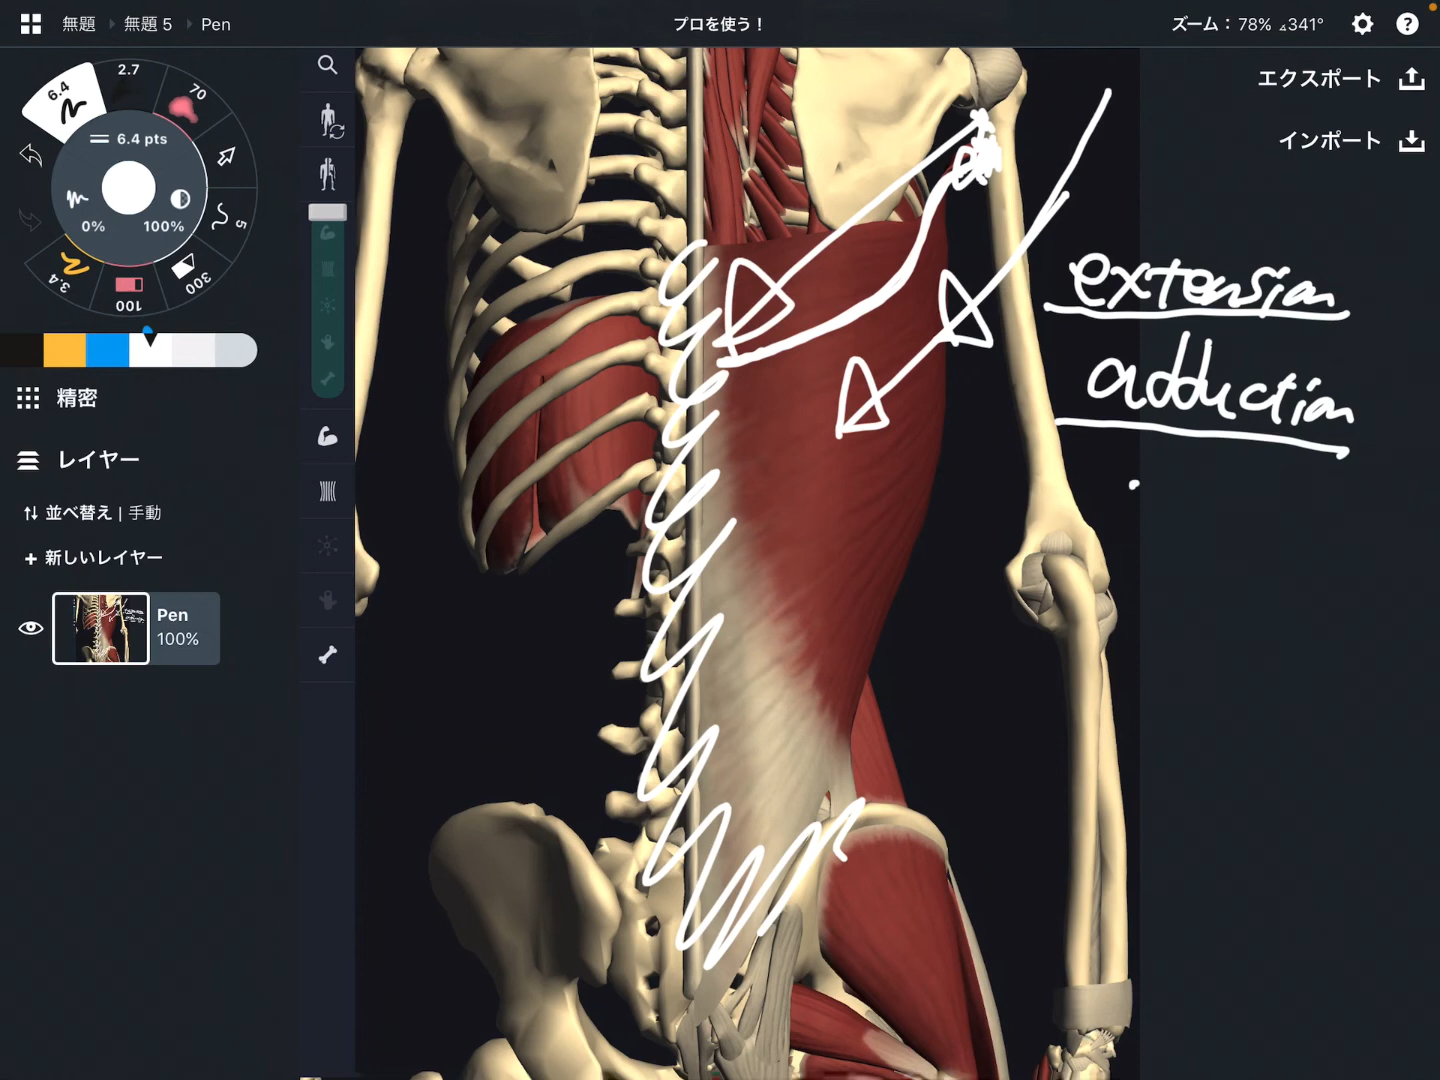 無題 無題 5 Pen
プロを使う！
ズーム：78% ⊿341°
エクスポート
インポート
2.7
6.4
70
6.4 pts
0%
100%
5
3.4
100
300
精密
レイヤー
並べ替え | 手動
+ 新しいレイヤー
Pen
100%
extension
adduction